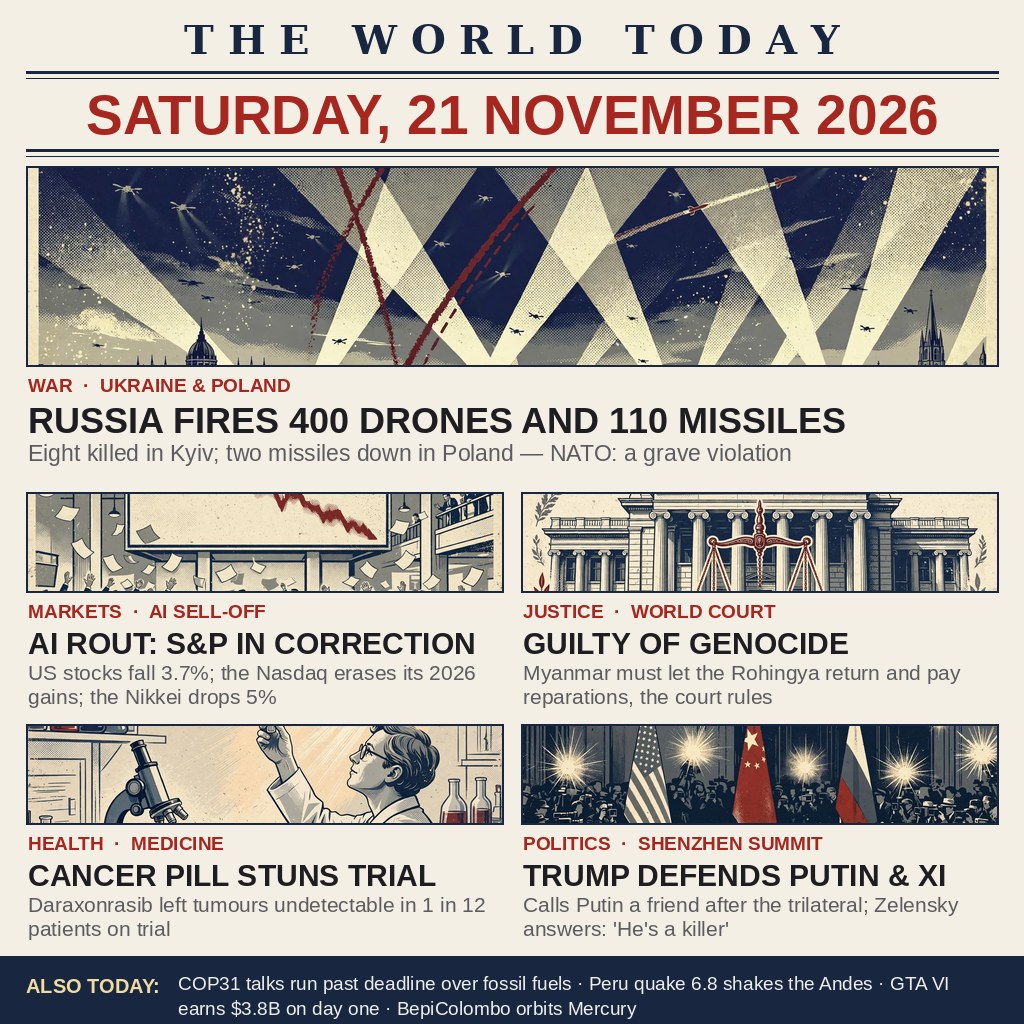 THE WORLD TODAY
SATURDAY, 21 NOVEMBER 2026
WAR · UKRAINE & POLAND
RUSSIA FIRES 400 DRONES AND 110 MISSILES
Eight killed in Kyiv; two missiles down in Poland — NATO: a grave violation
MARKETS · AI SELL-OFF
AI ROUT: S&P IN CORRECTION
US stocks fall 3.7%; the Nasdaq erases its 2026
gains; the Nikkei drops 5%
JUSTICE · WORLD COURT
GUILTY OF GENOCIDE
Myanmar must let the Rohingya return and pay
reparations, the court rules
HEALTH · MEDICINE
CANCER PILL STUNS TRIAL
Daraxonrasib left tumours undetectable in 1 in 12
patients on trial
POLITICS · SHENZHEN SUMMIT
TRUMP DEFENDS PUTIN & XI
Calls Putin a friend after the trilateral; Zelensky
answers: 'He's a killer'
ALSO TODAY: COP31 talks run past deadline over fossil fuels · Peru quake 6.8 shakes the Andes · GTA VI
earns $3.8B on day one · BepiColombo orbits Mercury